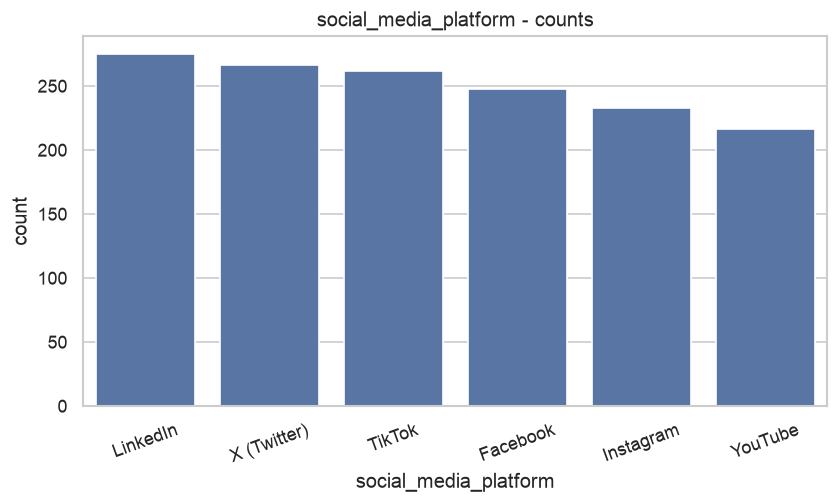 social_media_platform - counts
count
250
200
150
100
50
0
LinkedIn
X (Twitter)
TikTok
Facebook
Instagram
YouTube
social_media_platform